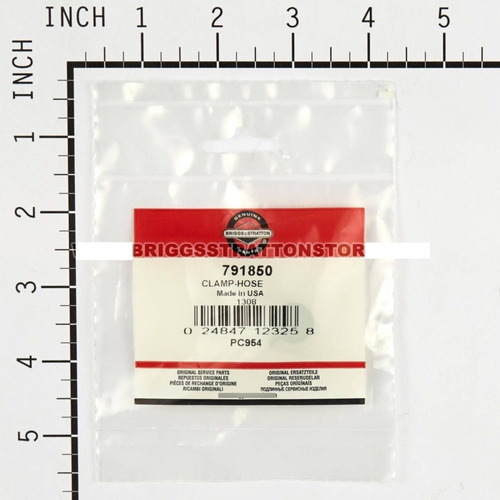 INCH 1 2 3 4 5
INCH 1 2 3 4 5
GENUINE
BRIGGS&STRATTON
PARTS
BRIGGSSTRATTONSTOR
791850
CLAMP-HOSE
Made in USA
1308
0 24847 12325 8
PC954
ORIGINAL SERVICE PARTS
REPUESTOS ORIGINALES
PIÈCES DE RECHANGE D'ORIGINE
RICAMBI ORIGINALI
ORIGINAL ERSATZTEILE
ORIGINAL RESERVDELAR
PEÇAS ORIGINAIS
ПОДЛИННЫЕ СЕРВИСНЫЕ ИЗДЕЛИЯ